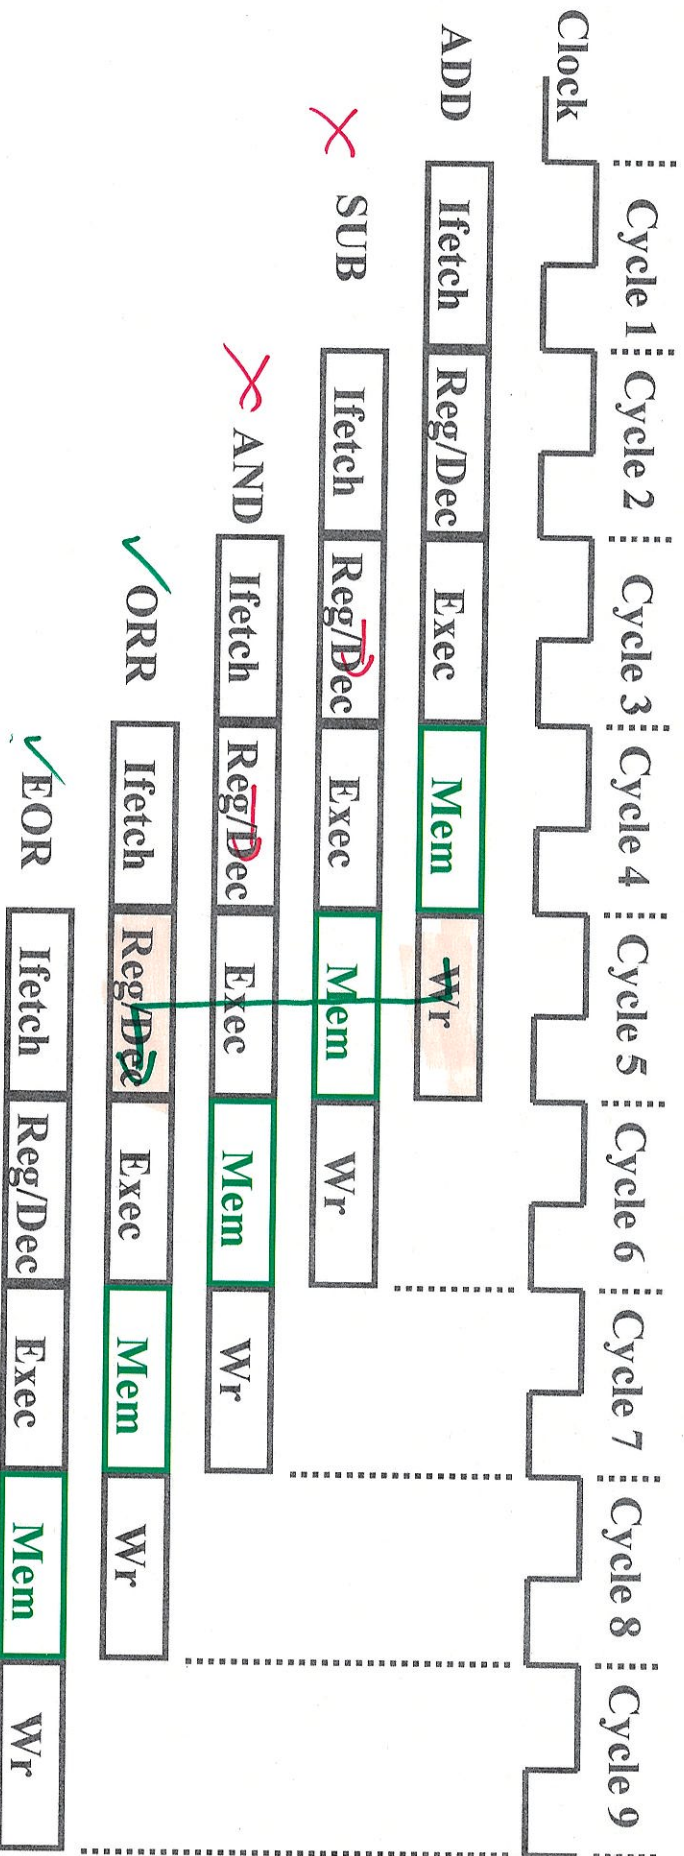 Cycle 1 Cycle 2 Cycle 3 Cycle 4 Cycle 5 Cycle 6 Cycle 7 Cycle 8 Cycle 9
Clock
ADD Ifetch Reg/Dec Exec Mem Wr
SUB Ifetch Reg/Dec Exec Mem Wr
AND Ifetch Reg/Dec Exec Mem Wr
ORR Ifetch Reg/Dec Exec Mem Wr
EOR Ifetch Reg/Dec Exec Mem Wr